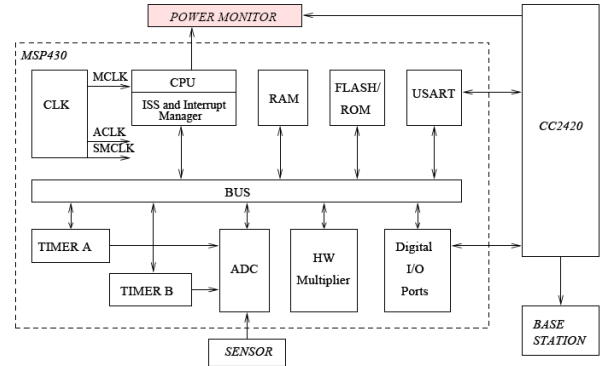 POWER MONITOR
MSP430
MCLK
CPU
CLK
ISS and Interrupt
Manager
RAM
FLASH/
ROM
USART
ACLK
SMCLK
CC2420
BUS
TIMER A
ADC
HW
Multiplier
Digital
I/O
Ports
TIMER B
BASE
STATION
SENSOR